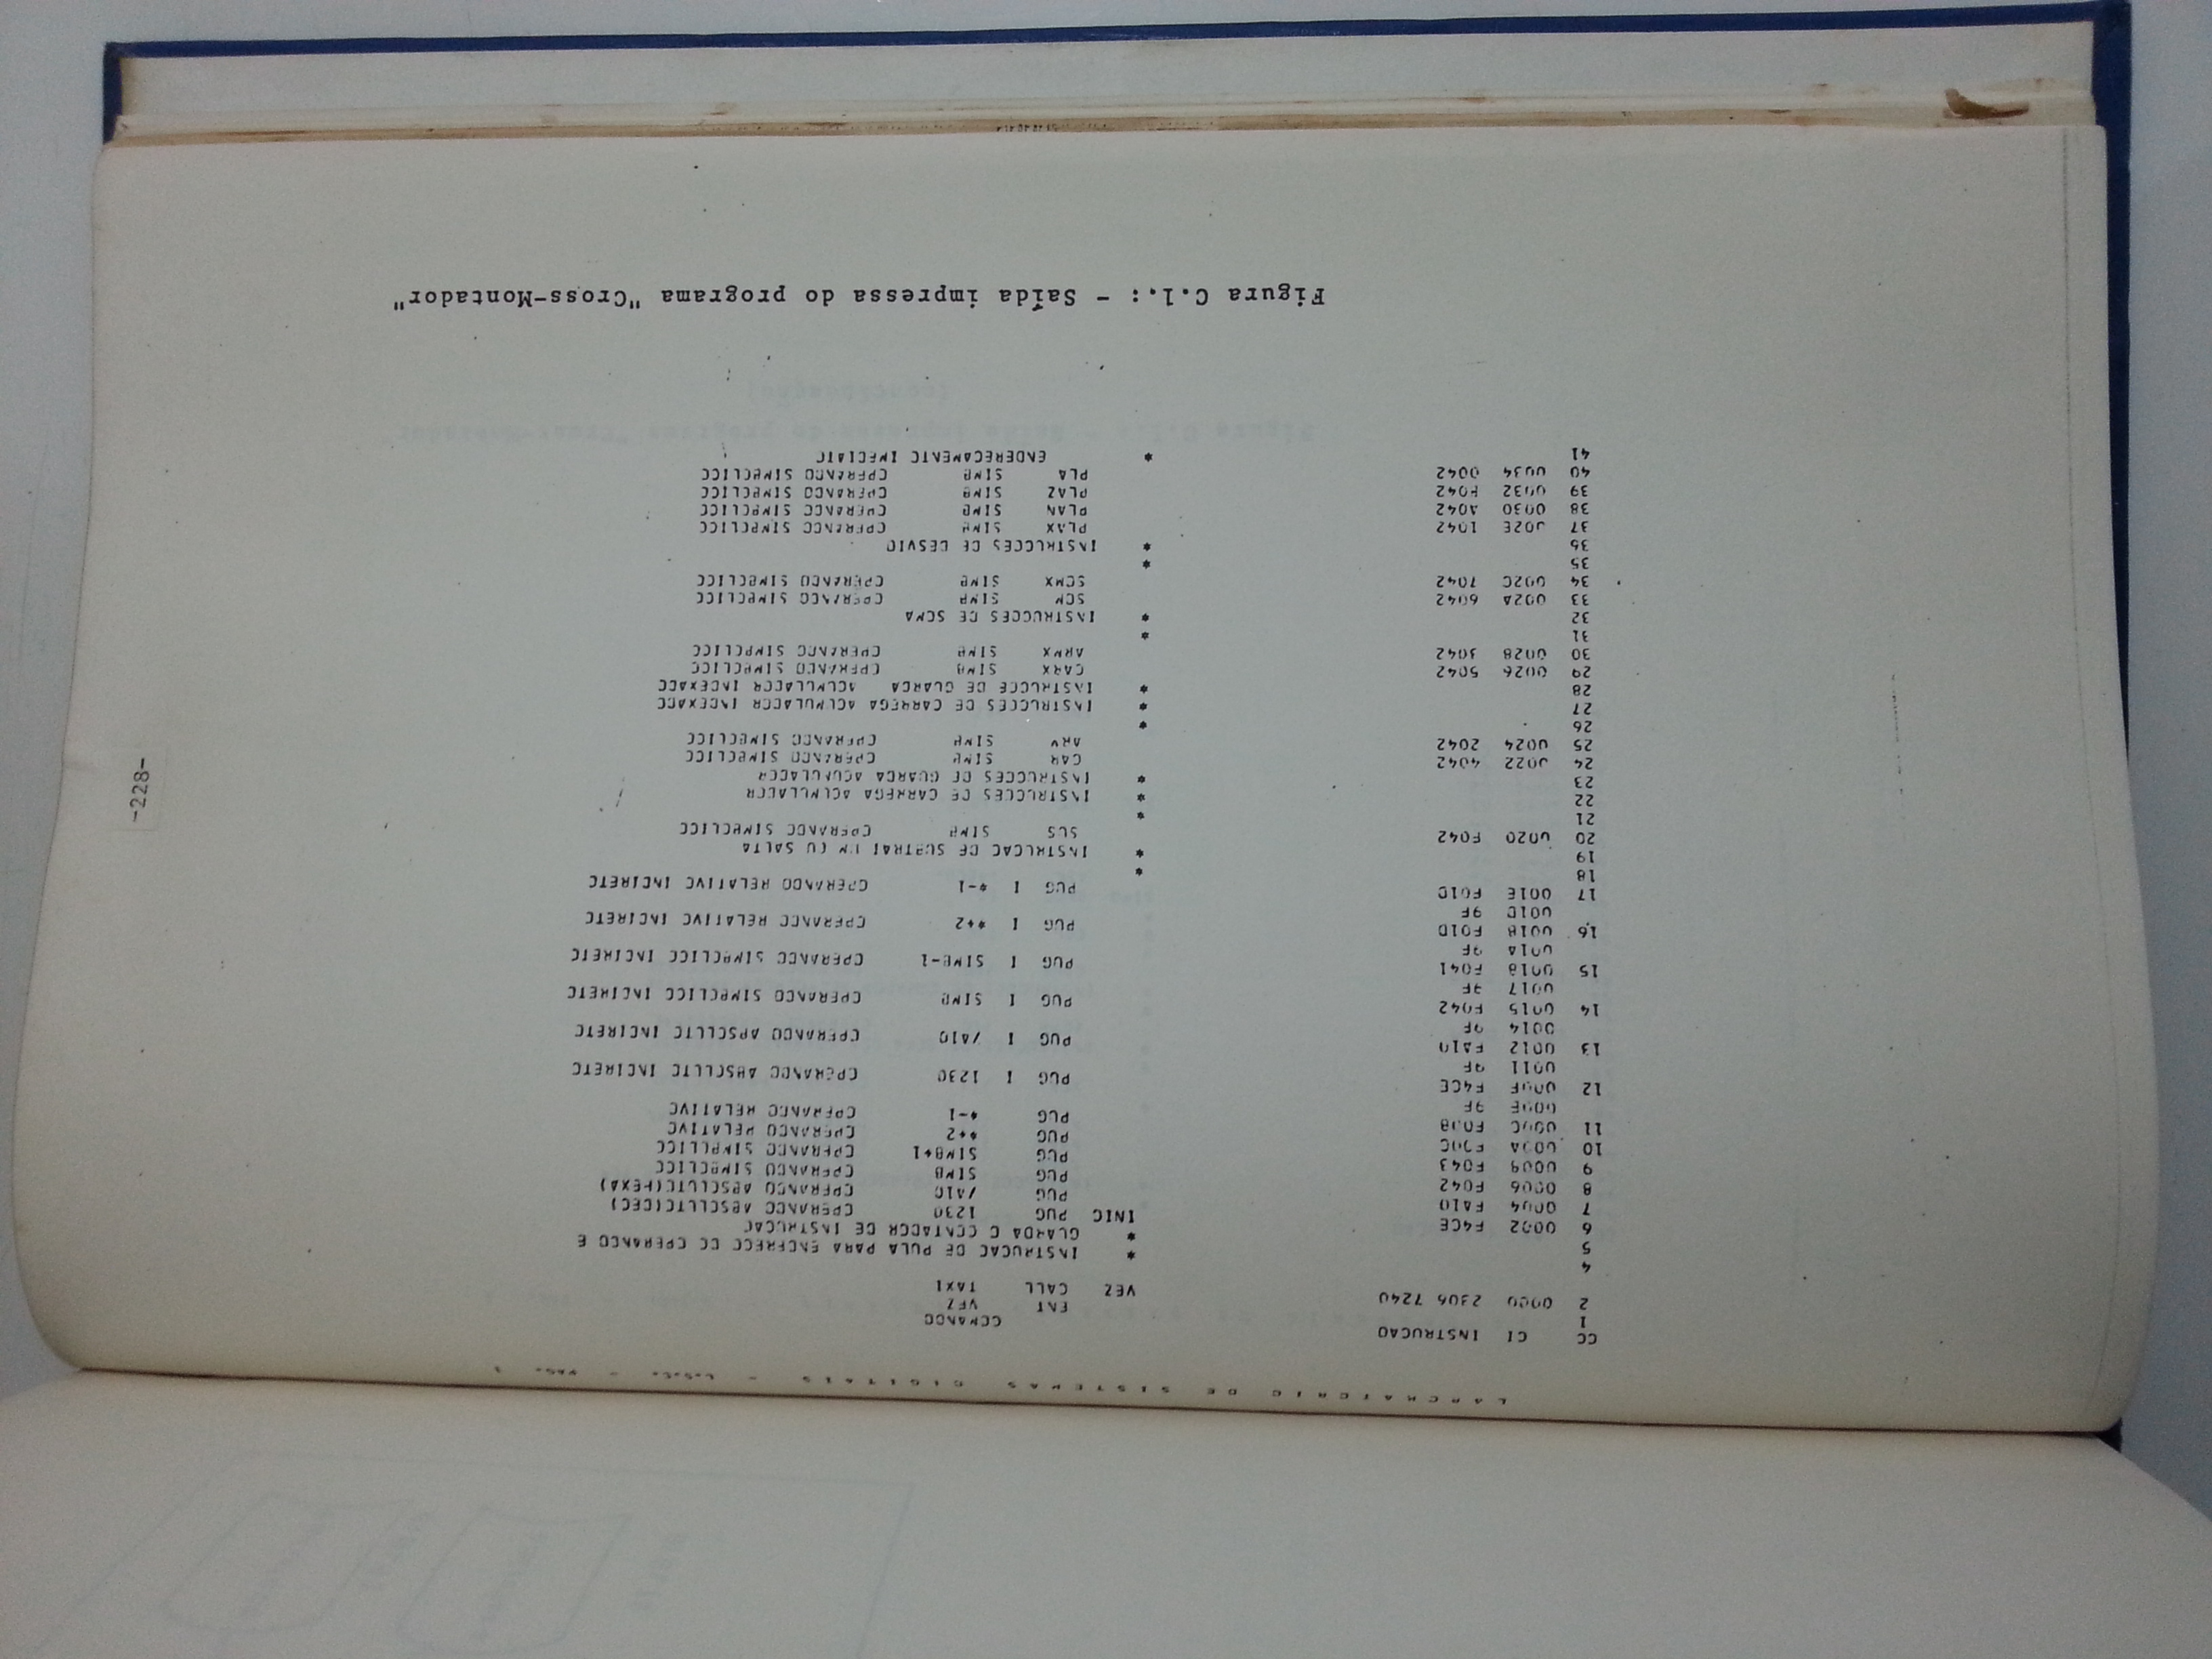 -228-
LABORATORIO DE SISTEMAS DIGITAIS - - PAG.
CC CI INSTRUCAO COMANDO
1 ENT VEZ
2 0000 2306 7240 VEZ CALL TAXI
4 * INSTRUCAO DE PULA PARA ENDERECO DO OPERANDO E
5 * GUARDA O CONTADOR DE INSTRUCAO
6 0002 F4CE INIC PUG 1230 OPERANDO ABSOLUTO(DEC)
7 0004 FA10 PUG /A10 OPERANDO ABSOLUTO(HEXA)
8 0006 F042 PUG SIMB OPERANDO SIMBOLICO
9 0008 F043 PUG SIMB+1 OPERANDO SIMBOLICO
10 000A F00C PUG *+2 OPERANDO RELATIVO
11 000C F00B PUG *-1 OPERANDO RELATIVO
000E 9F
12 000F F4CE PUG I 1230 OPERANDO ABSOLUTO INDIRETO
0011 9F
13 0012 FA10 PUG I /A10 OPERANDO ABSOLUTO INDIRETO
0014 9F
14 0015 F042 PUG I SIMB OPERANDO SIMBOLICO INDIRETO
0017 9F
15 0018 F041 PUG I SIMB-1 OPERANDO SIMBOLICO INDIRETO
001A 9F
16 001B F01D PUG I *+2 OPERANDO RELATIVO INDIRETO
001D 9F
17 001E F01D PUG I *-1 OPERANDO RELATIVO INDIRETO
18 *
19 * INSTRUCAO DE SUBTRAI UM OU SALTA
20 0020 F042 SUS SIMB OPERANDO SIMBOLICO
21 *
22 * INSTRUCOES DE CARREGA ACUMULADOR
23 * INSTRUCOES DE GUARDA ACUMULADOR
24 0022 4042 CAR SIMB OPERANDO SIMBOLICO
25 0024 2042 ARM SIMB OPERANDO SIMBOLICO
26 *
27 * INSTRUCOES DE CARREGA ACUMULADOR INDEXADO
28 * INSTRUCOE DE GUARDA ACUMULADOR INDEXADO
29 0026 5042 CARX SIMB OPERANDO SIMBOLICO
30 0028 3042 ARMX SIMB OPERANDO SIMBOLICO
31 *
32 * INSTRUCOES DE SOMA
33 002A 6042 SOM SIMB OPERANDO SIMBOLICO
34 002C 7042 SOMX SIMB OPERANDO SIMBOLICO
35 *
36 * INSTRUCOES DE DESVIO
37 002E 1042 PLAX SIMB OPERANDO SIMBOLICO
38 0030 A042 PLAN SIMB OPERANDO SIMBOLICO
39 0032 B042 PLAZ SIMB OPERANDO SIMBOLICO
40 0034 0042 PLA SIMB OPERANDO SIMBOLICO
41 * ENDERECAMENTO IMEDIATO
Figura C.1.: - Saída impressa do programa "Cross-Montador"